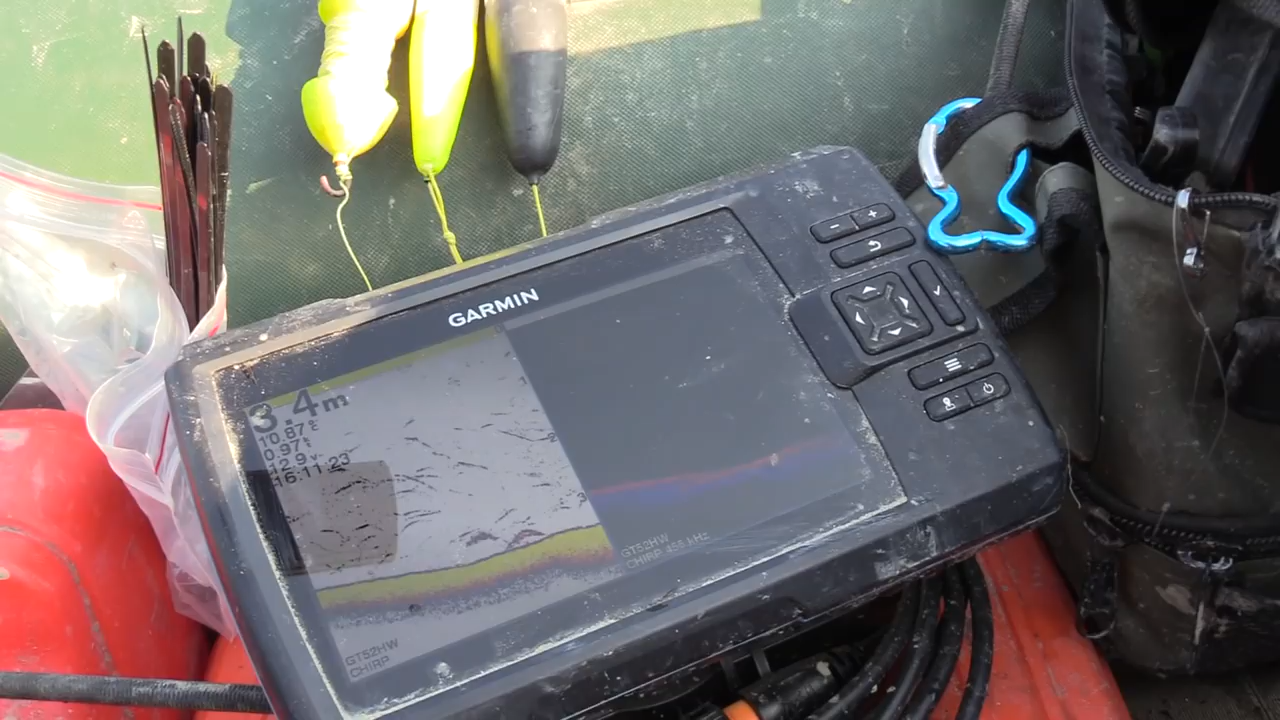 GARMIN
3.4m
10.87°C
0.97
12.9v
16:11:23
GT52HW
CHIRP 455 kHz
GT52HW
CHIRP